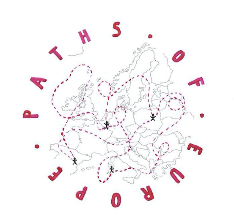 PATHS • OF • EUROPE •